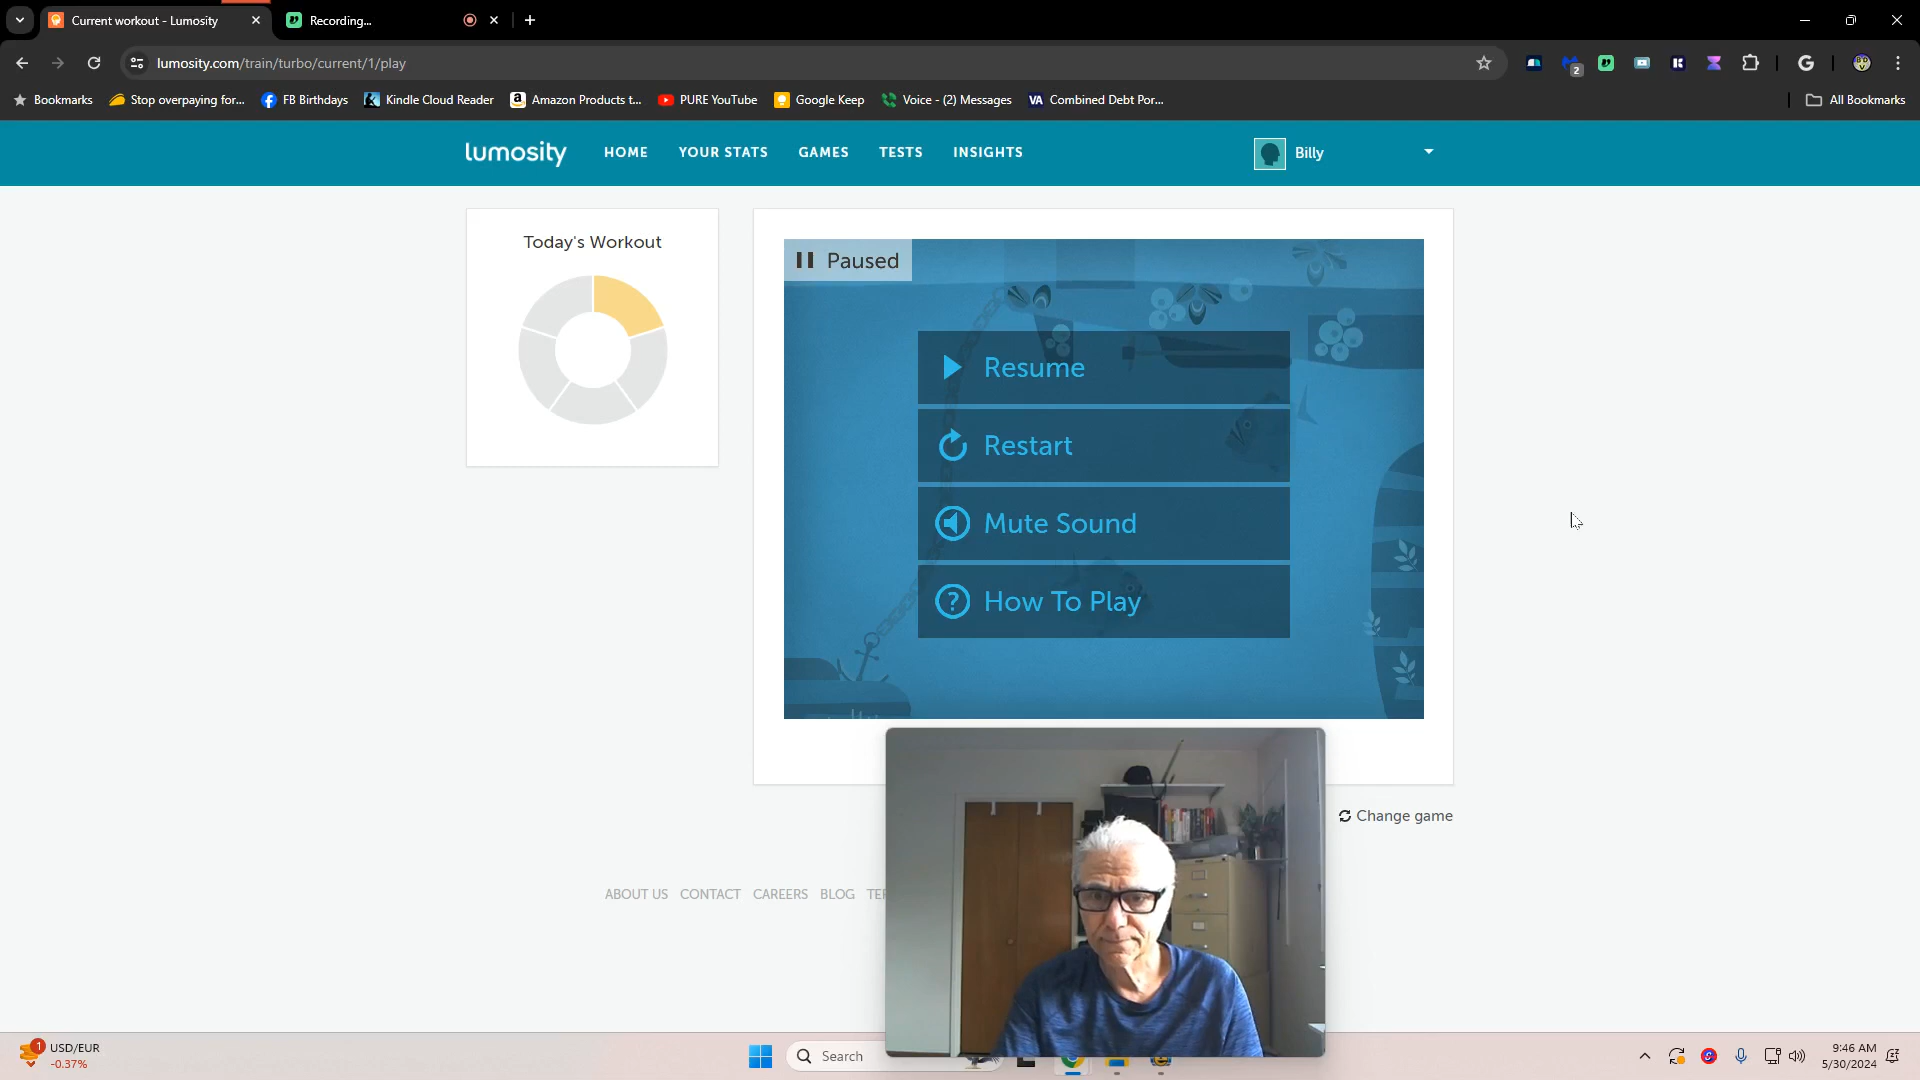 Current workout - Lumosity
Recording...
lumosity.com/train/turbo/current/1/play
2
G
Bookmarks
Stop overpaying for...
FB Birthdays
Kindle Cloud Reader
Amazon Products t...
PURE YouTube
Google Keep
Voice - (2) Messages
VA Combined Debt Por...
All Bookmarks
lumosity
HOME
YOUR STATS
GAMES
TESTS
INSIGHTS
Billy
Today's Workout
Paused
Resume
Restart
Mute Sound
? How To Play
Change game
ABOUT US
CONTACT
CAREERS
BLOG
1
USD/EUR
-0.37%
Search
9:46 AM
5/30/2024